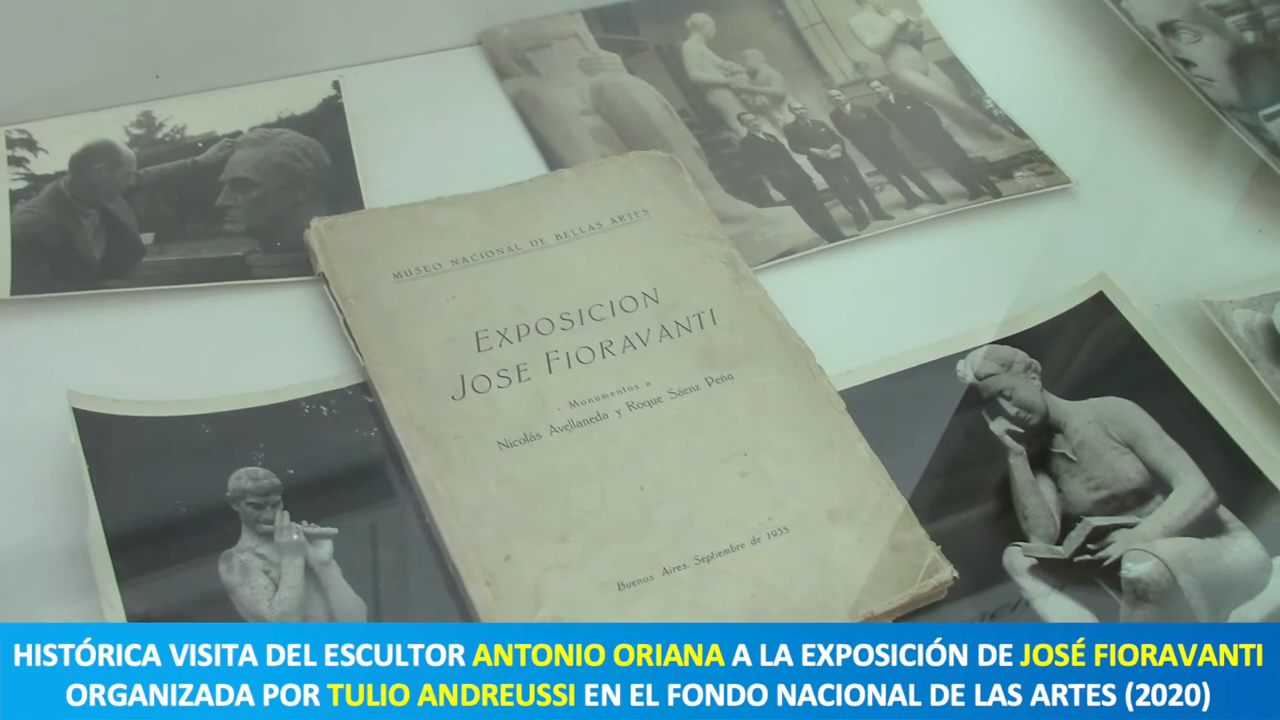 MUSEO NACIONAL DE BELLAS ARTES
EXPOSICION
JOSE FIORAVANTI
Monumentos a
Nicolás Avellaneda y Roque Sáenz Peña
Buenos Aires, Septiembre de 1935
HISTÓRICA VISITA DEL ESCULTOR ANTONIO ORIANA A LA EXPOSICIÓN DE JOSÉ FIORAVANTI
ORGANIZADA POR TULIO ANDREUSSI EN EL FONDO NACIONAL DE LAS ARTES (2020)